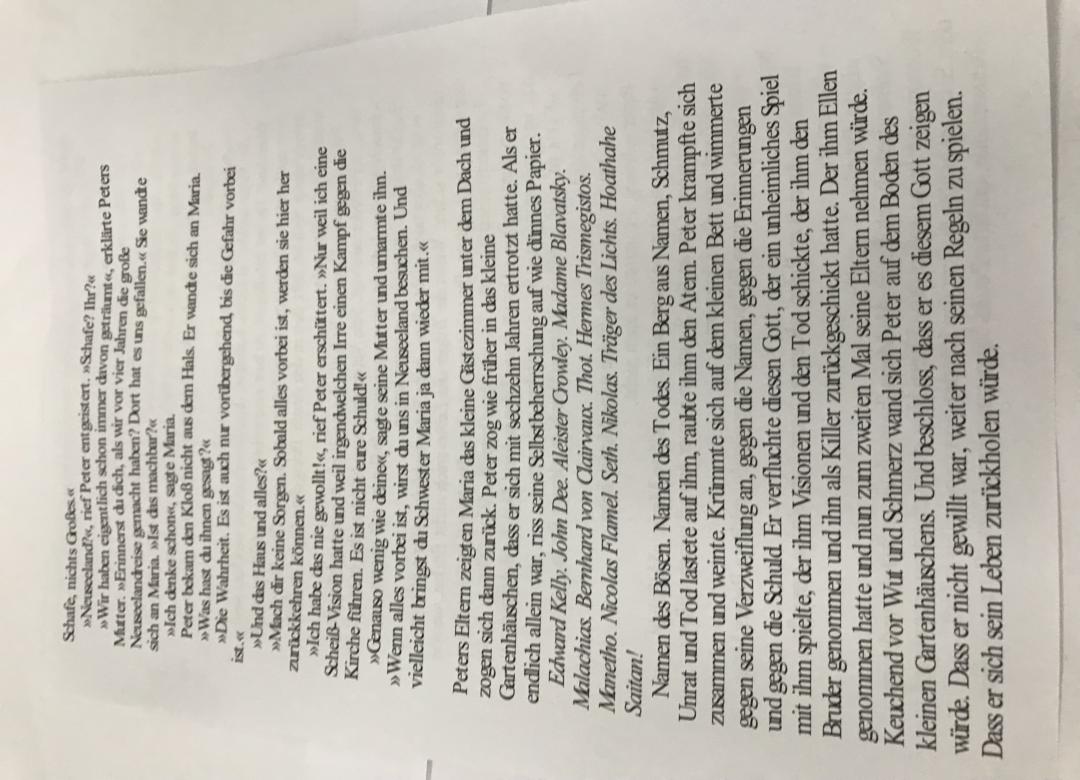 Schafe, nichts Großes.«
»Neuseeland?«, rief Peter entgeistert. »Schafe? Ihr?«
»Wir haben eigentlich schon immer davon geträumt«, erklärte Peters
Mutter. »Erinnerst du dich, als wir vor vier Jahren die große
Neuseelandreise gemacht haben? Dort hat es uns gefallen.« Sie wandte
sich an Maria. »Ist das machbar?«
»Ich denke schon«, sagte Maria.
Peter bekam den Kloß nicht aus dem Hals. Er wandte sich an Maria.
»Was hast du ihnen gesagt?«
»Die Wahrheit. Es ist auch nur vorübergehend, bis die Gefahr vorbei
ist.«
»Und das Haus und alles?«
»Mach dir keine Sorgen. Sobald alles vorbei ist, werden sie hier her
zurückkehren können.«
»Ich habe das nie gewollt!«, rief Peter erschüttert. »Nur weil ich eine
Scheiß-Vision hatte und weil irgendwelchen Irre einen Kampf gegen die
Kirche führen. Es ist nicht eure Schuld!«
»Genauso wenig wie deine«, sagte seine Mutter und umarmte ihn.
»Wenn alles vorbei ist, wirst du uns in Neuseeland besuchen. Und
vielleicht bringst du Schwester Maria ja dann wieder mit.«
Peters Eltern zeigten Maria das kleine Gästezimmer unter dem Dach und
zogen sich dann zurück. Peter zog wie früher in das kleine
Gartenhäuschen, dass er sich mit sechzehn Jahren ertrotzt hatte. Als er
endlich allein war, riss seine Selbstbeherrschung auf wie dünnes Papier.
Edward Kelly. John Dee. Aleister Crowley. Madame Blavatsky.
Malachias. Bernhard von Clairvaux. Thot. Hermes Trismegistos.
Manetho. Nicolas Flamel. Seth. Nikolas. Träger des Lichts. Hoathahe
Saitan!
Namen des Bösen. Namen des Todes. Ein Berg aus Namen, Schmutz,
Unrat und Tod lastete auf ihm, raubte ihm den Atem. Peter krampfte sich
zusammen und weinte. Krümmte sich auf dem kleinen Bett und wimmerte
gegen seine Verzweiflung an, gegen die Namen, gegen die Erinnerungen
und gegen die Schuld. Er verfluchte diesen Gott, der ein unheimliches Spiel
mit ihm spielte, der ihm Visionen und den Tod schickte, der ihm den
Bruder genommen und ihn als Killer zurückgeschickt hatte. Der ihm Ellen
genommen hatte und nun zum zweiten Mal seine Eltern nehmen würde.
Keuchend vor Wut und Schmerz wand sich Peter auf dem Boden des
kleinen Gartenhäuschens. Und beschloss, dass er es diesem Gott zeigen
würde. Dass er nicht gewillt war, weiter nach seinen Regeln zu spielen.
Dass er sich sein Leben zurückholen würde.